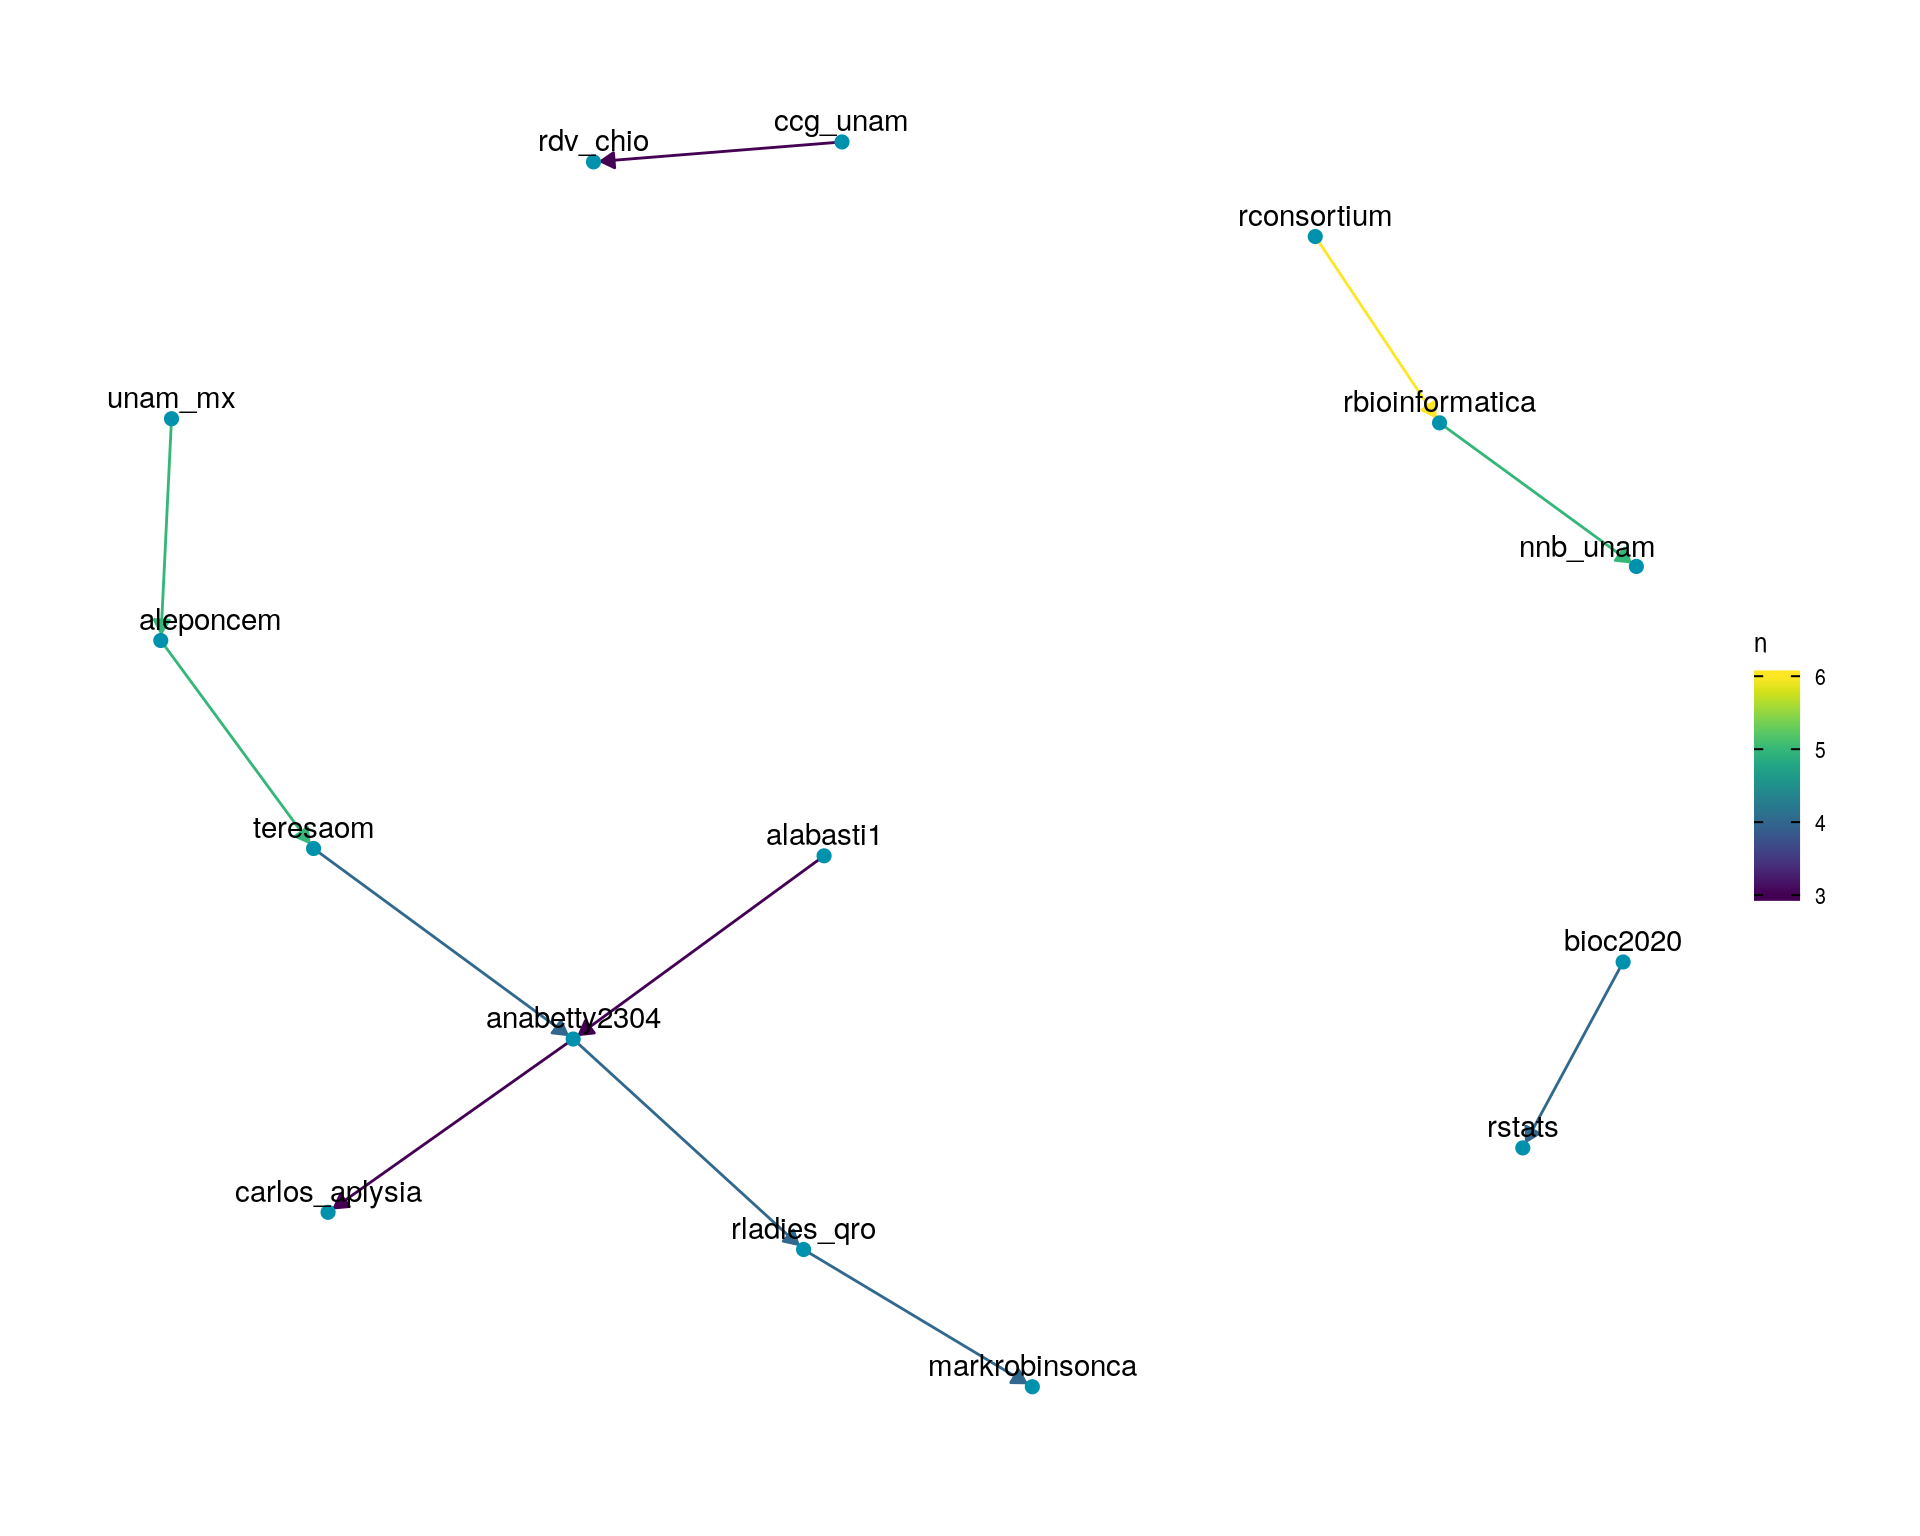 ccg_unam
rdv_chio
rconsortium
unam_mx
rbioinformatica
nnb_unam
aleponcem
n
6
5
4
3
teresaom
alabasti1
bioc2020
anabetty2304
rstats
carlos_aplysia
rladies_qro
markrobinsonca